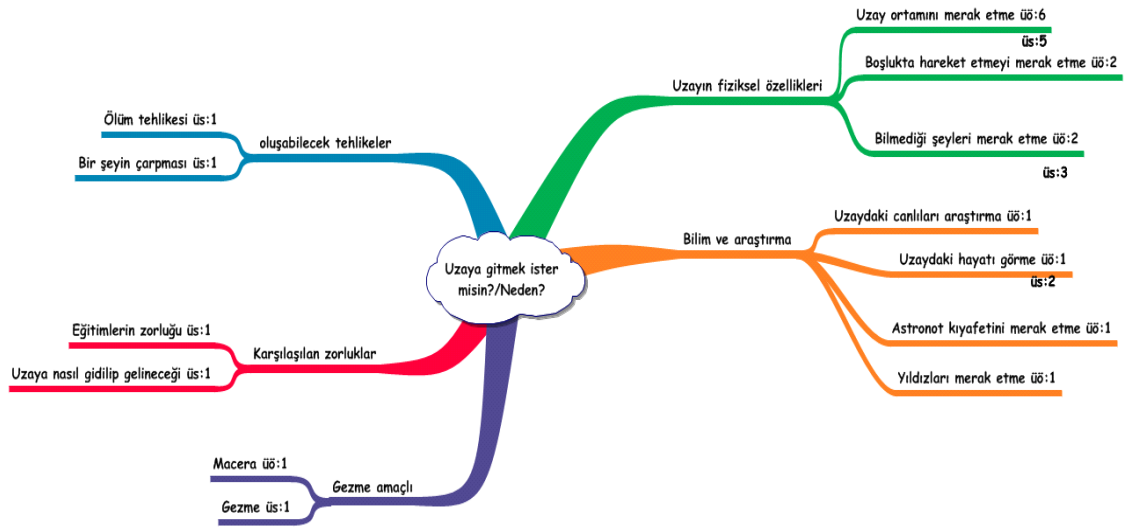 Uzaya gitmek ister
misin?/Neden?
Uzayın fiziksel özellikleri
Uzay ortamını merak etme üö:6
üs:5
Boşlukta hareket etmeyi merak etme üö:2
Bilmediği şeyleri merak etme üö:2
üs:3
Bilim ve araştırma
Uzaydaki canlıları araştırma üö:1
Uzaydaki hayatı görme üö:1
üs:2
Astronot kıyafetini merak etme üö:1
Yıldızları merak etme üö:1
oluşabilecek tehlikeler
Ölüm tehlikesi üs:1
Bir şeyin çarpması üs:1
Karşılaşılan zorluklar
Eğitimlerin zorluğu üs:1
Uzaya nasıl gidilip gelineceği üs:1
Gezme amaçlı
Macera üö:1
Gezme üs:1